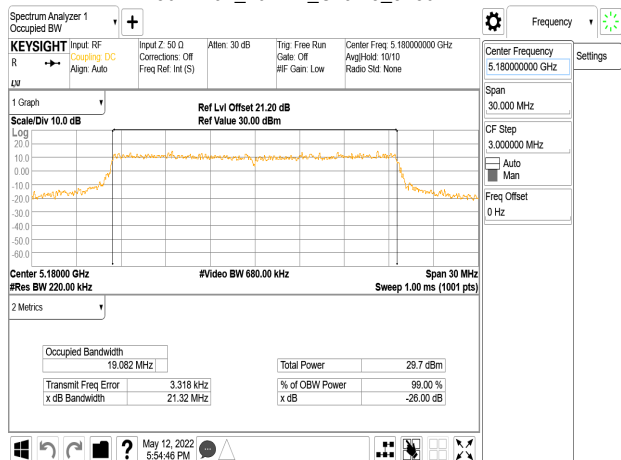 Spectrum Analyzer 1
Occupied BW
Frequency
KEYSIGHT
R
Input: RF
Coupling: DC
Align: Auto
Input Z: 50 Ω
Corrections: Off
Freq Ref: Int (S)
Atten: 30 dB
Trig: Free Run
Gate: Off
#IF Gain: Low
Center Freq: 5.180000000 GHz
Avg|Hold: 10/10
Radio Std: None
Center Frequency
5.180000000 GHz
Settings
Span
30.000 MHz
CF Step
3.000000 MHz
Auto
Man
Freq Offset
0 Hz
1 Graph
Scale/Div 10.0 dB
Ref Lvl Offset 21.20 dB
Ref Value 30.00 dBm
Log
20.0
10.0
0.00
-10.0
-20.0
-30.0
-40.0
-50.0
-60.0
Center 5.18000 GHz
#Res BW 220.00 kHz
#Video BW 680.00 kHz
Span 30 MHz
Sweep 1.00 ms (1001 pts)
2 Metrics
Occupied Bandwidth
19.082 MHz
Total Power 29.7 dBm
Transmit Freq Error 3.318 kHz
% of OBW Power 99.00 %
x dB Bandwidth 21.32 MHz
x dB -26.00 dB
?
May 12, 2022
5:54:46 PM